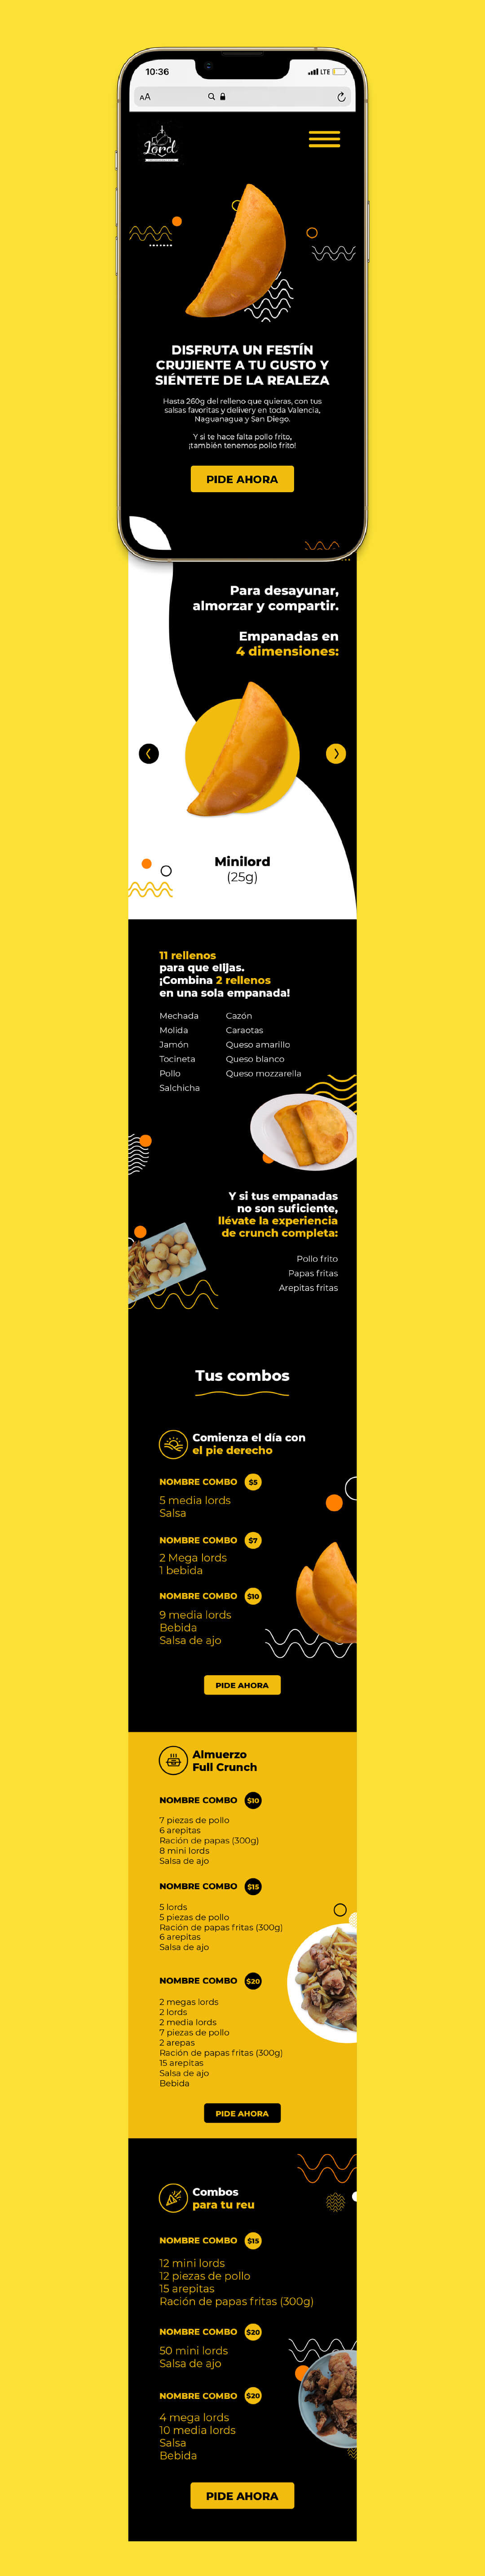 10:36
LTE
AA
Lord
DISFRUTA UN FESTÍN
CRUJIENTE A TU GUSTO Y
SIÉNTETE DE LA REALEZA
Hasta 260g del relleno que quieras, con tus
salsas favoritas y delivery en toda Valencia,
Naguanagua y San Diego.
Y si te hace falta pollo frito,
¡también tenemos pollo frito!
PIDE AHORA
Para desayunar,
almorzar y compartir.
Empanadas en
4 dimensiones:
Minilord
(25g)
11 rellenos
para que elijas.
¡Combina 2 rellenos
en una sola empanada!
Mechada
Molida
Jamón
Tocineta
Pollo
Salchicha
Cazón
Caraotas
Queso amarillo
Queso blanco
Queso mozzarella
Y si tus empanadas
no son suficiente,
llévate la experiencia
de crunch completa:
Pollo frito
Papas fritas
Arepitas fritas
Tus combos
Comienza el día con
el pie derecho
NOMBRE COMBO $5
5 media lords
Salsa
NOMBRE COMBO $7
2 Mega lords
1 bebida
NOMBRE COMBO $10
9 media lords
Bebida
Salsa de ajo
PIDE AHORA
Almuerzo
Full Crunch
NOMBRE COMBO $10
7 piezas de pollo
6 arepitas
Ración de papas (300g)
8 mini lords
Salsa de ajo
NOMBRE COMBO $15
5 lords
5 piezas de pollo
Ración de papas fritas (300g)
6 arepitas
Salsa de ajo
NOMBRE COMBO $20
2 megas lords
2 lords
2 media lords
7 piezas de pollo
2 arepas
Ración de papas fritas (300g)
15 arepitas
Salsa de ajo
Bebida
PIDE AHORA
Combos
para tu reu
NOMBRE COMBO $15
12 mini lords
12 piezas de pollo
15 arepitas
Ración de papas fritas (300g)
NOMBRE COMBO $20
50 mini lords
Salsa de ajo
NOMBRE COMBO $20
4 mega lords
10 media lords
Salsa
Bebida
PIDE AHORA